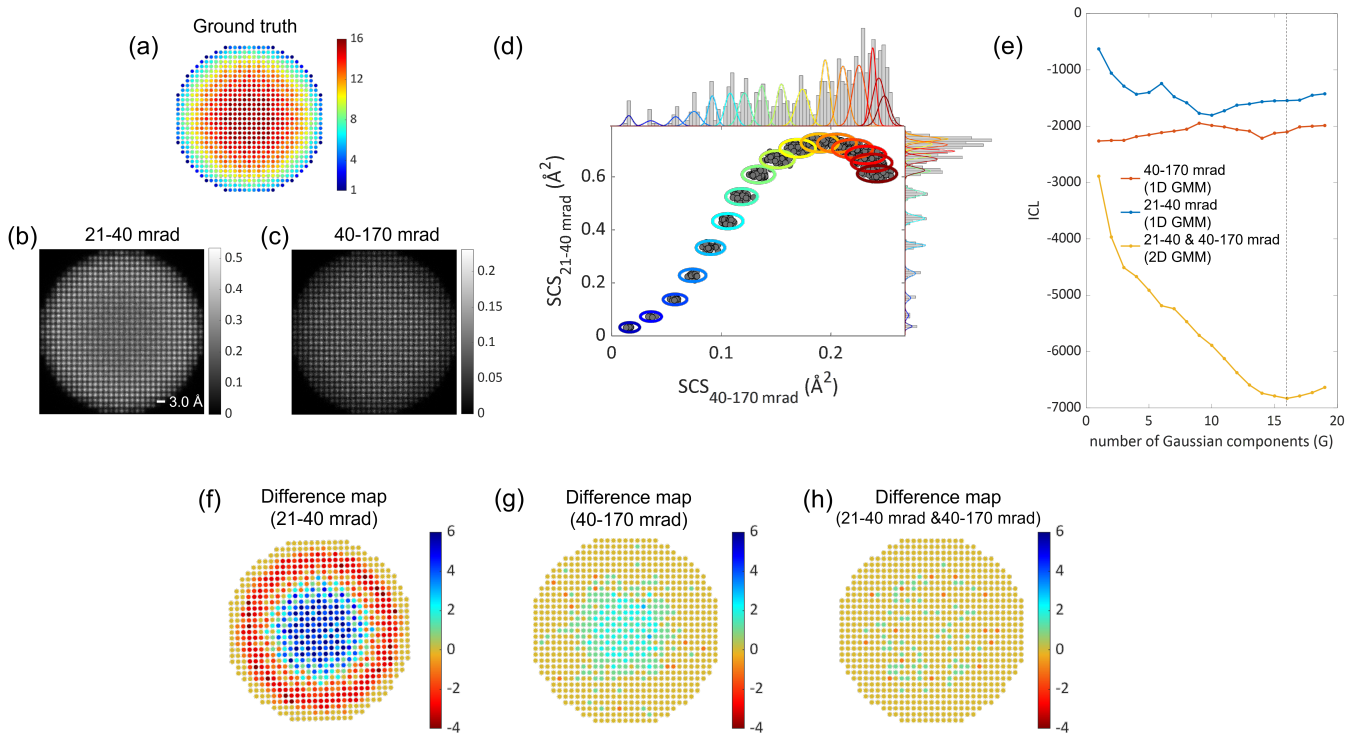 (a)
Ground truth
16
14
12
10
8
6
4
1
(b)
21-40 mrad
3.0 Å
0.5
0.4
0.3
0.2
0.1
0
(c)
40-170 mrad
0.2
0.15
0.1
0.05
0
(d)
SCS21-40 mrad (Å2)
0.6
0.4
0.2
0
0
0.1
0.2
SCS40-170 mrad (Å2)
(e)
ICL
0
-1000
-2000
-3000
-4000
-5000
-6000
-7000
40-170 mrad
(1D GMM)
21-40 mrad
(1D GMM)
21-40 & 40-170 mrad
(2D GMM)
0
5
10
15
20
number of Gaussian components (G)
(f)
Difference map
(21-40 mrad)
6
4
2
0
-2
-4
(g)
Difference map
(40-170 mrad)
6
4
2
0
-2
-4
(h)
Difference map
(21-40 mrad &40-170 mrad)
6
4
2
0
-2
-4